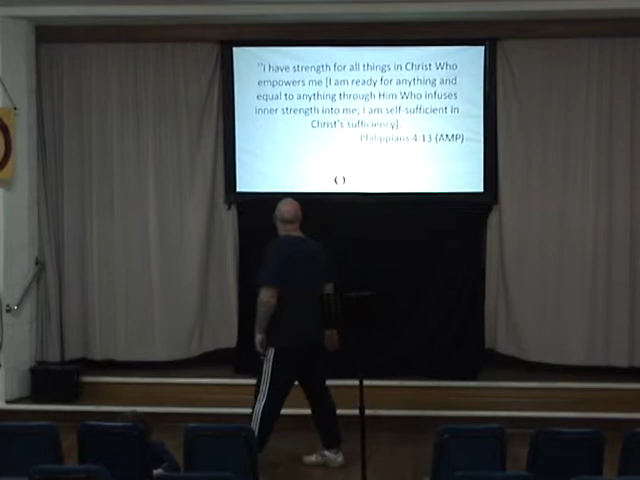 "I have strength for all things in Christ Who
empowers me [I am ready for anything and
equal to anything through Him Who infuses
inner strength into me; I am self-sufficient in
Christ's sufficiency].
Philippians 4:13 (AMP)
()